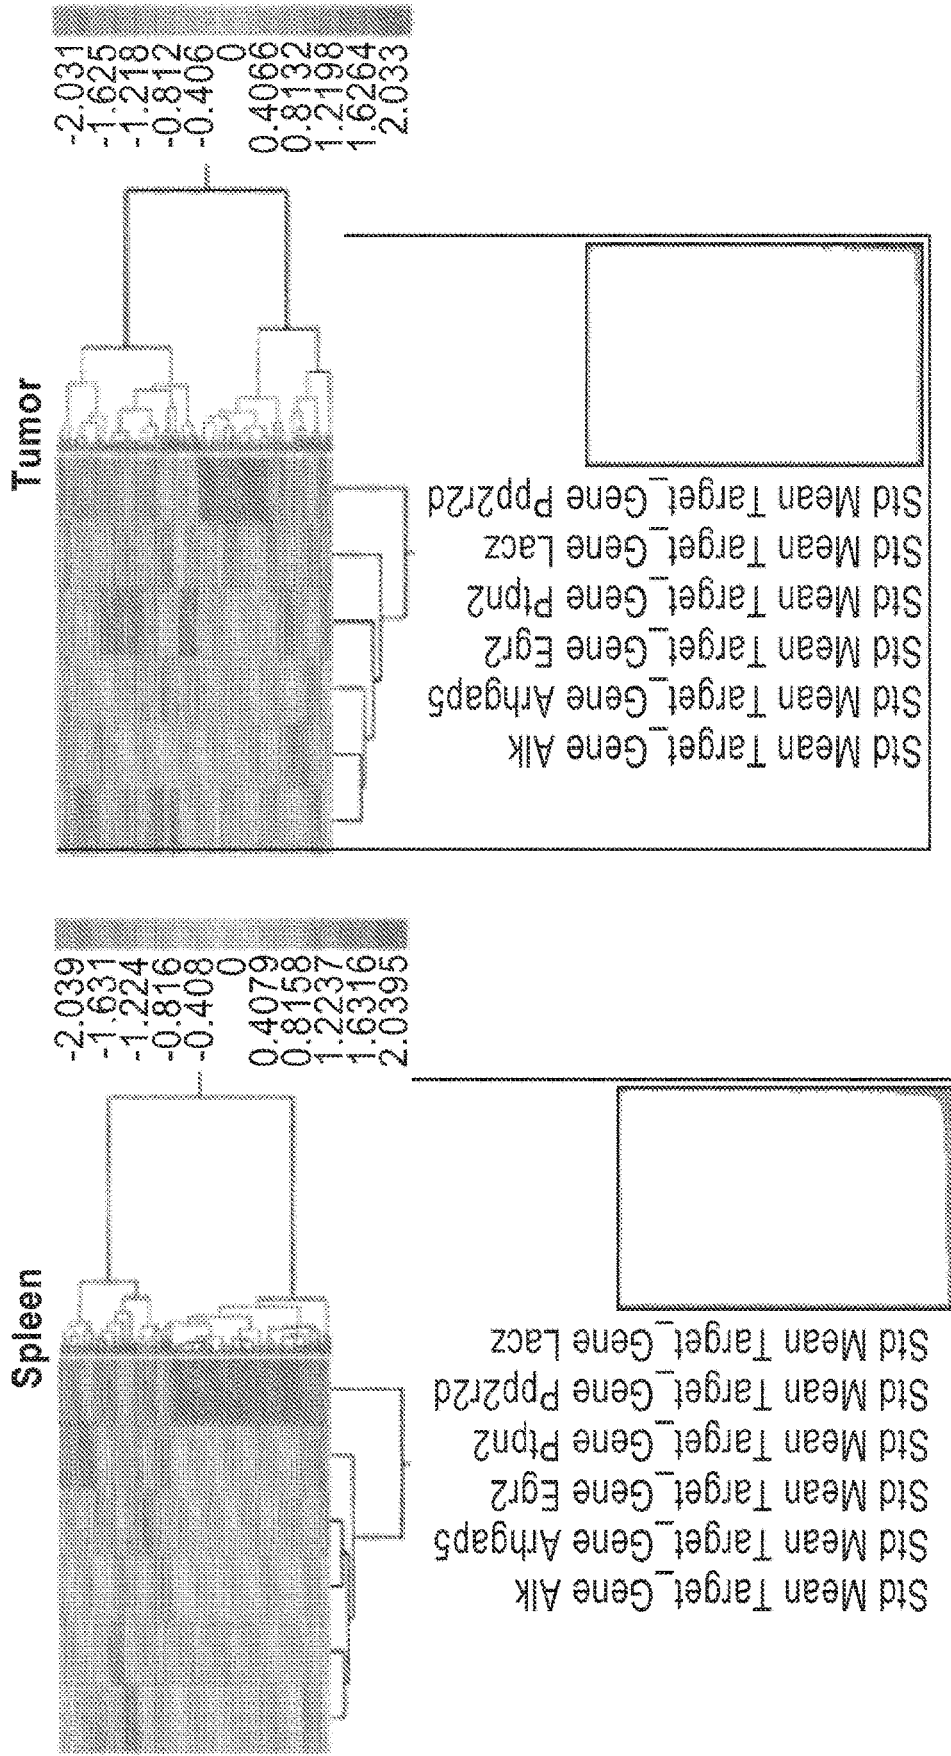 Spleen
-2.039
-1.631
-1.224
-0.816
-0.408
0
0.4079
0.8158
1.2237
1.6316
2.0395
Std Mean Target_Gene Lacz
Std Mean Target_Gene Ppp2r2d
Std Mean Target_Gene Ptpn2
Std Mean Target_Gene Egr2
Std Mean Target_Gene Arhgap5
Std Mean Target_Gene Alk
Tumor
-2.031
-1.625
-1.218
-0.812
-0.406
0
0.4066
0.8132
1.2198
1.6264
2.033
Std Mean Target_Gene Ppp2r2d
Std Mean Target_Gene Lacz
Std Mean Target_Gene Ptpn2
Std Mean Target_Gene Egr2
Std Mean Target_Gene Arhgap5
Std Mean Target_Gene Alk